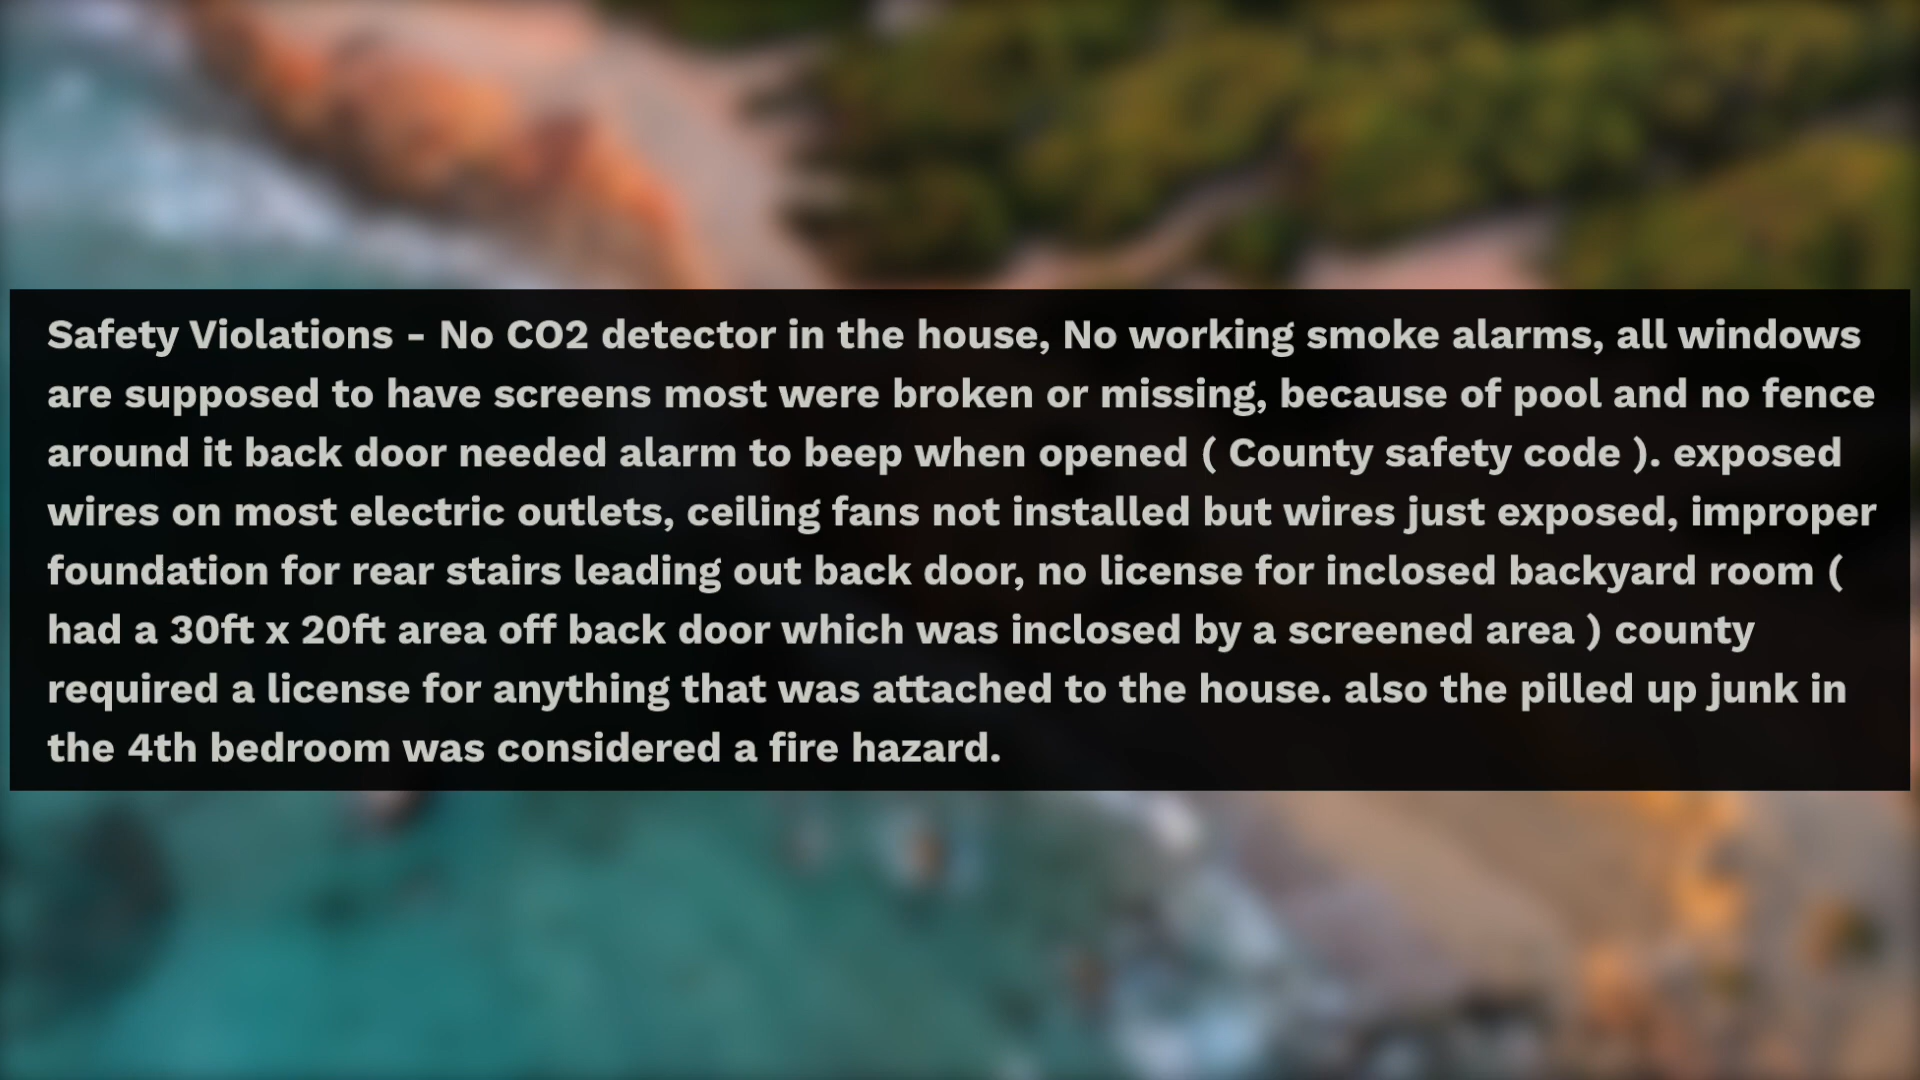 Safety Violations - No CO2 detector in the house, No working smoke alarms, all windows
are supposed to have screens most were broken or missing, because of pool and no fence
around it back door needed alarm to beep when opened ( County safety code ). exposed
wires on most electric outlets, ceiling fans not installed but wires just exposed, improper
foundation for rear stairs leading out back door, no license for inclosed backyard room (
had a 30ft x 20ft area off back door which was inclosed by a screened area ) county
required a license for anything that was attached to the house. also the pilled up junk in
the 4th bedroom was considered a fire hazard.